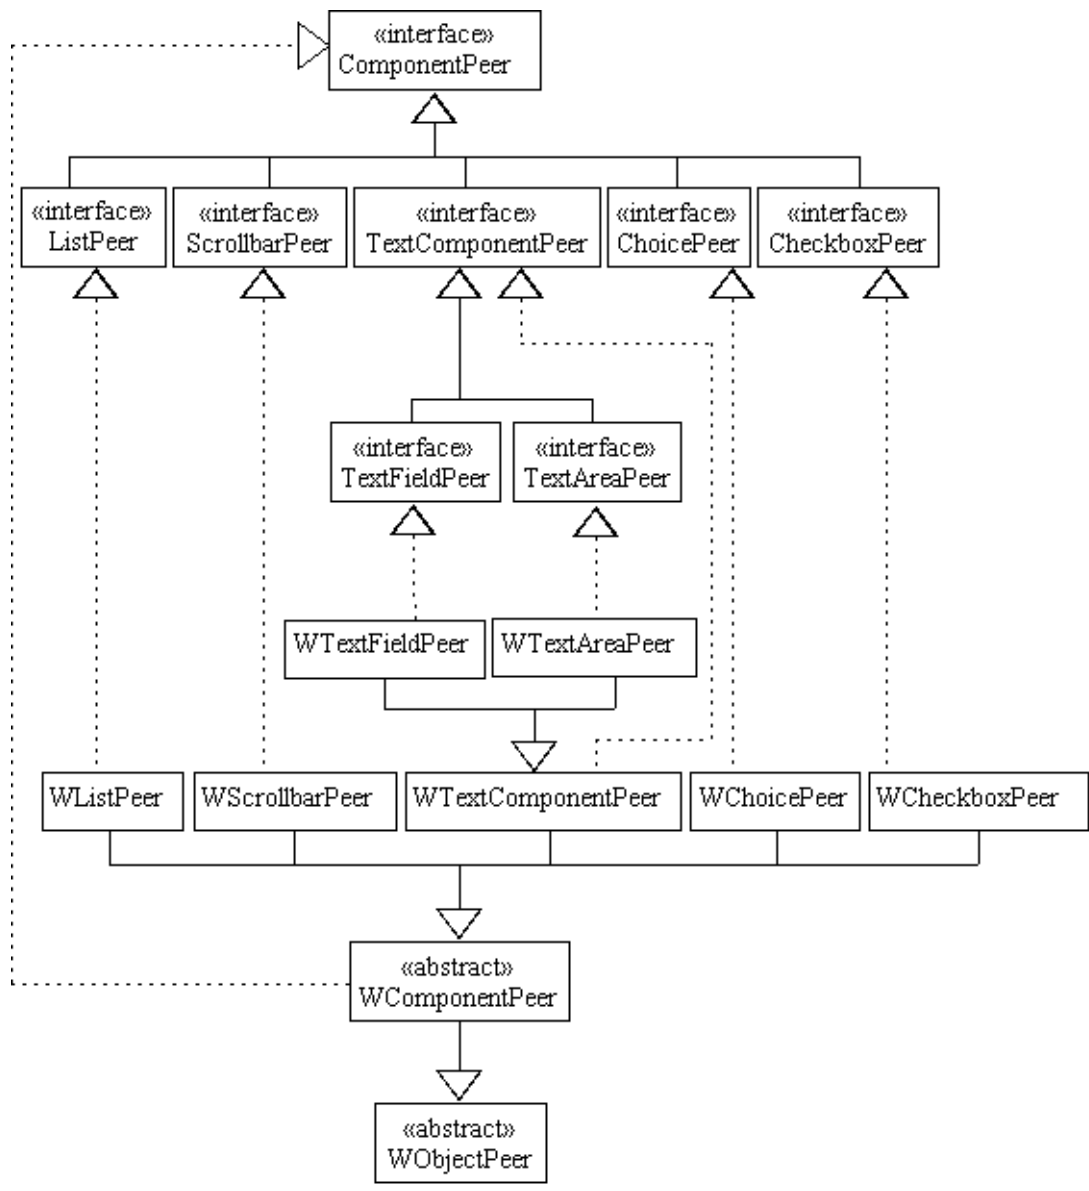 «interface»
ComponentPeer
«interface»
ListPeer
«interface»
ScrollbarPeer
«interface»
TextComponentPeer
«interface»
ChoicePeer
«interface»
CheckboxPeer
«interface»
TextFieldPeer
«interface»
TextAreaPeer
WTextFieldPeer
WTextAreaPeer
WListPeer
WScrollbarPeer
WTextComponentPeer
WChoicePeer
WCheckboxPeer
«abstract»
WComponentPeer
«abstract»
WObjectPeer